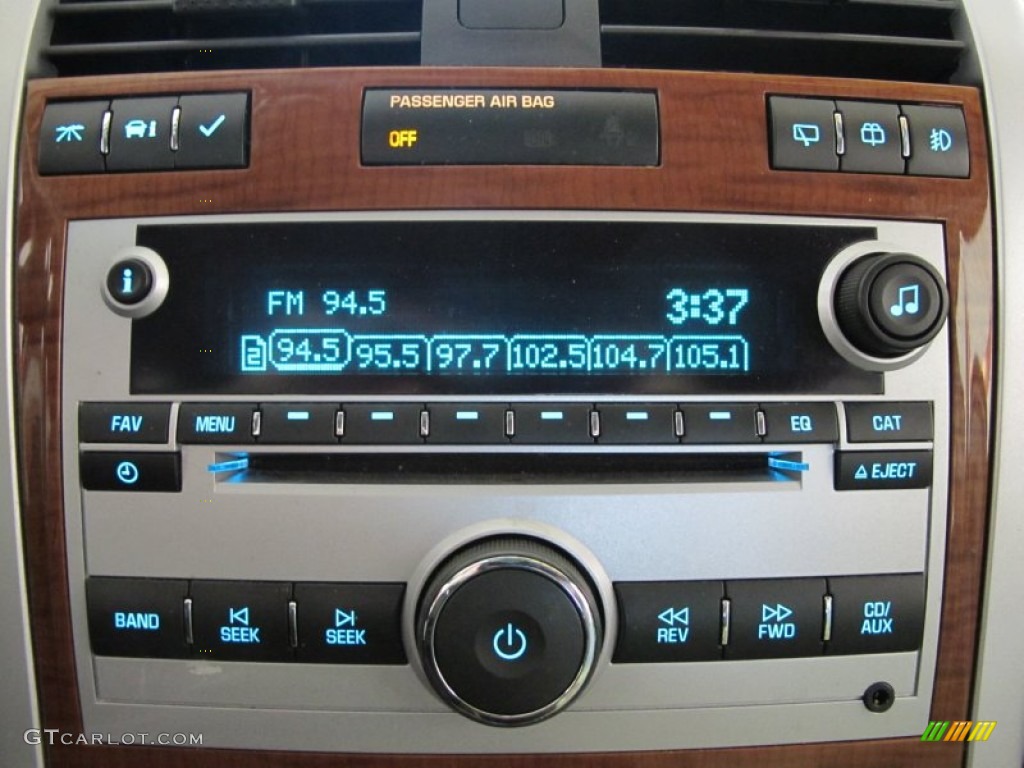 PASSENGER AIR BAG
OFF
i
FM 94.5 3:37
2 94.5 95.5 97.7 102.5 104.7 105.1
FAV MENU EQ CAT
EJECT
BAND SEEK SEEK REV FWD CD/
AUX
GTCARLOT.COM